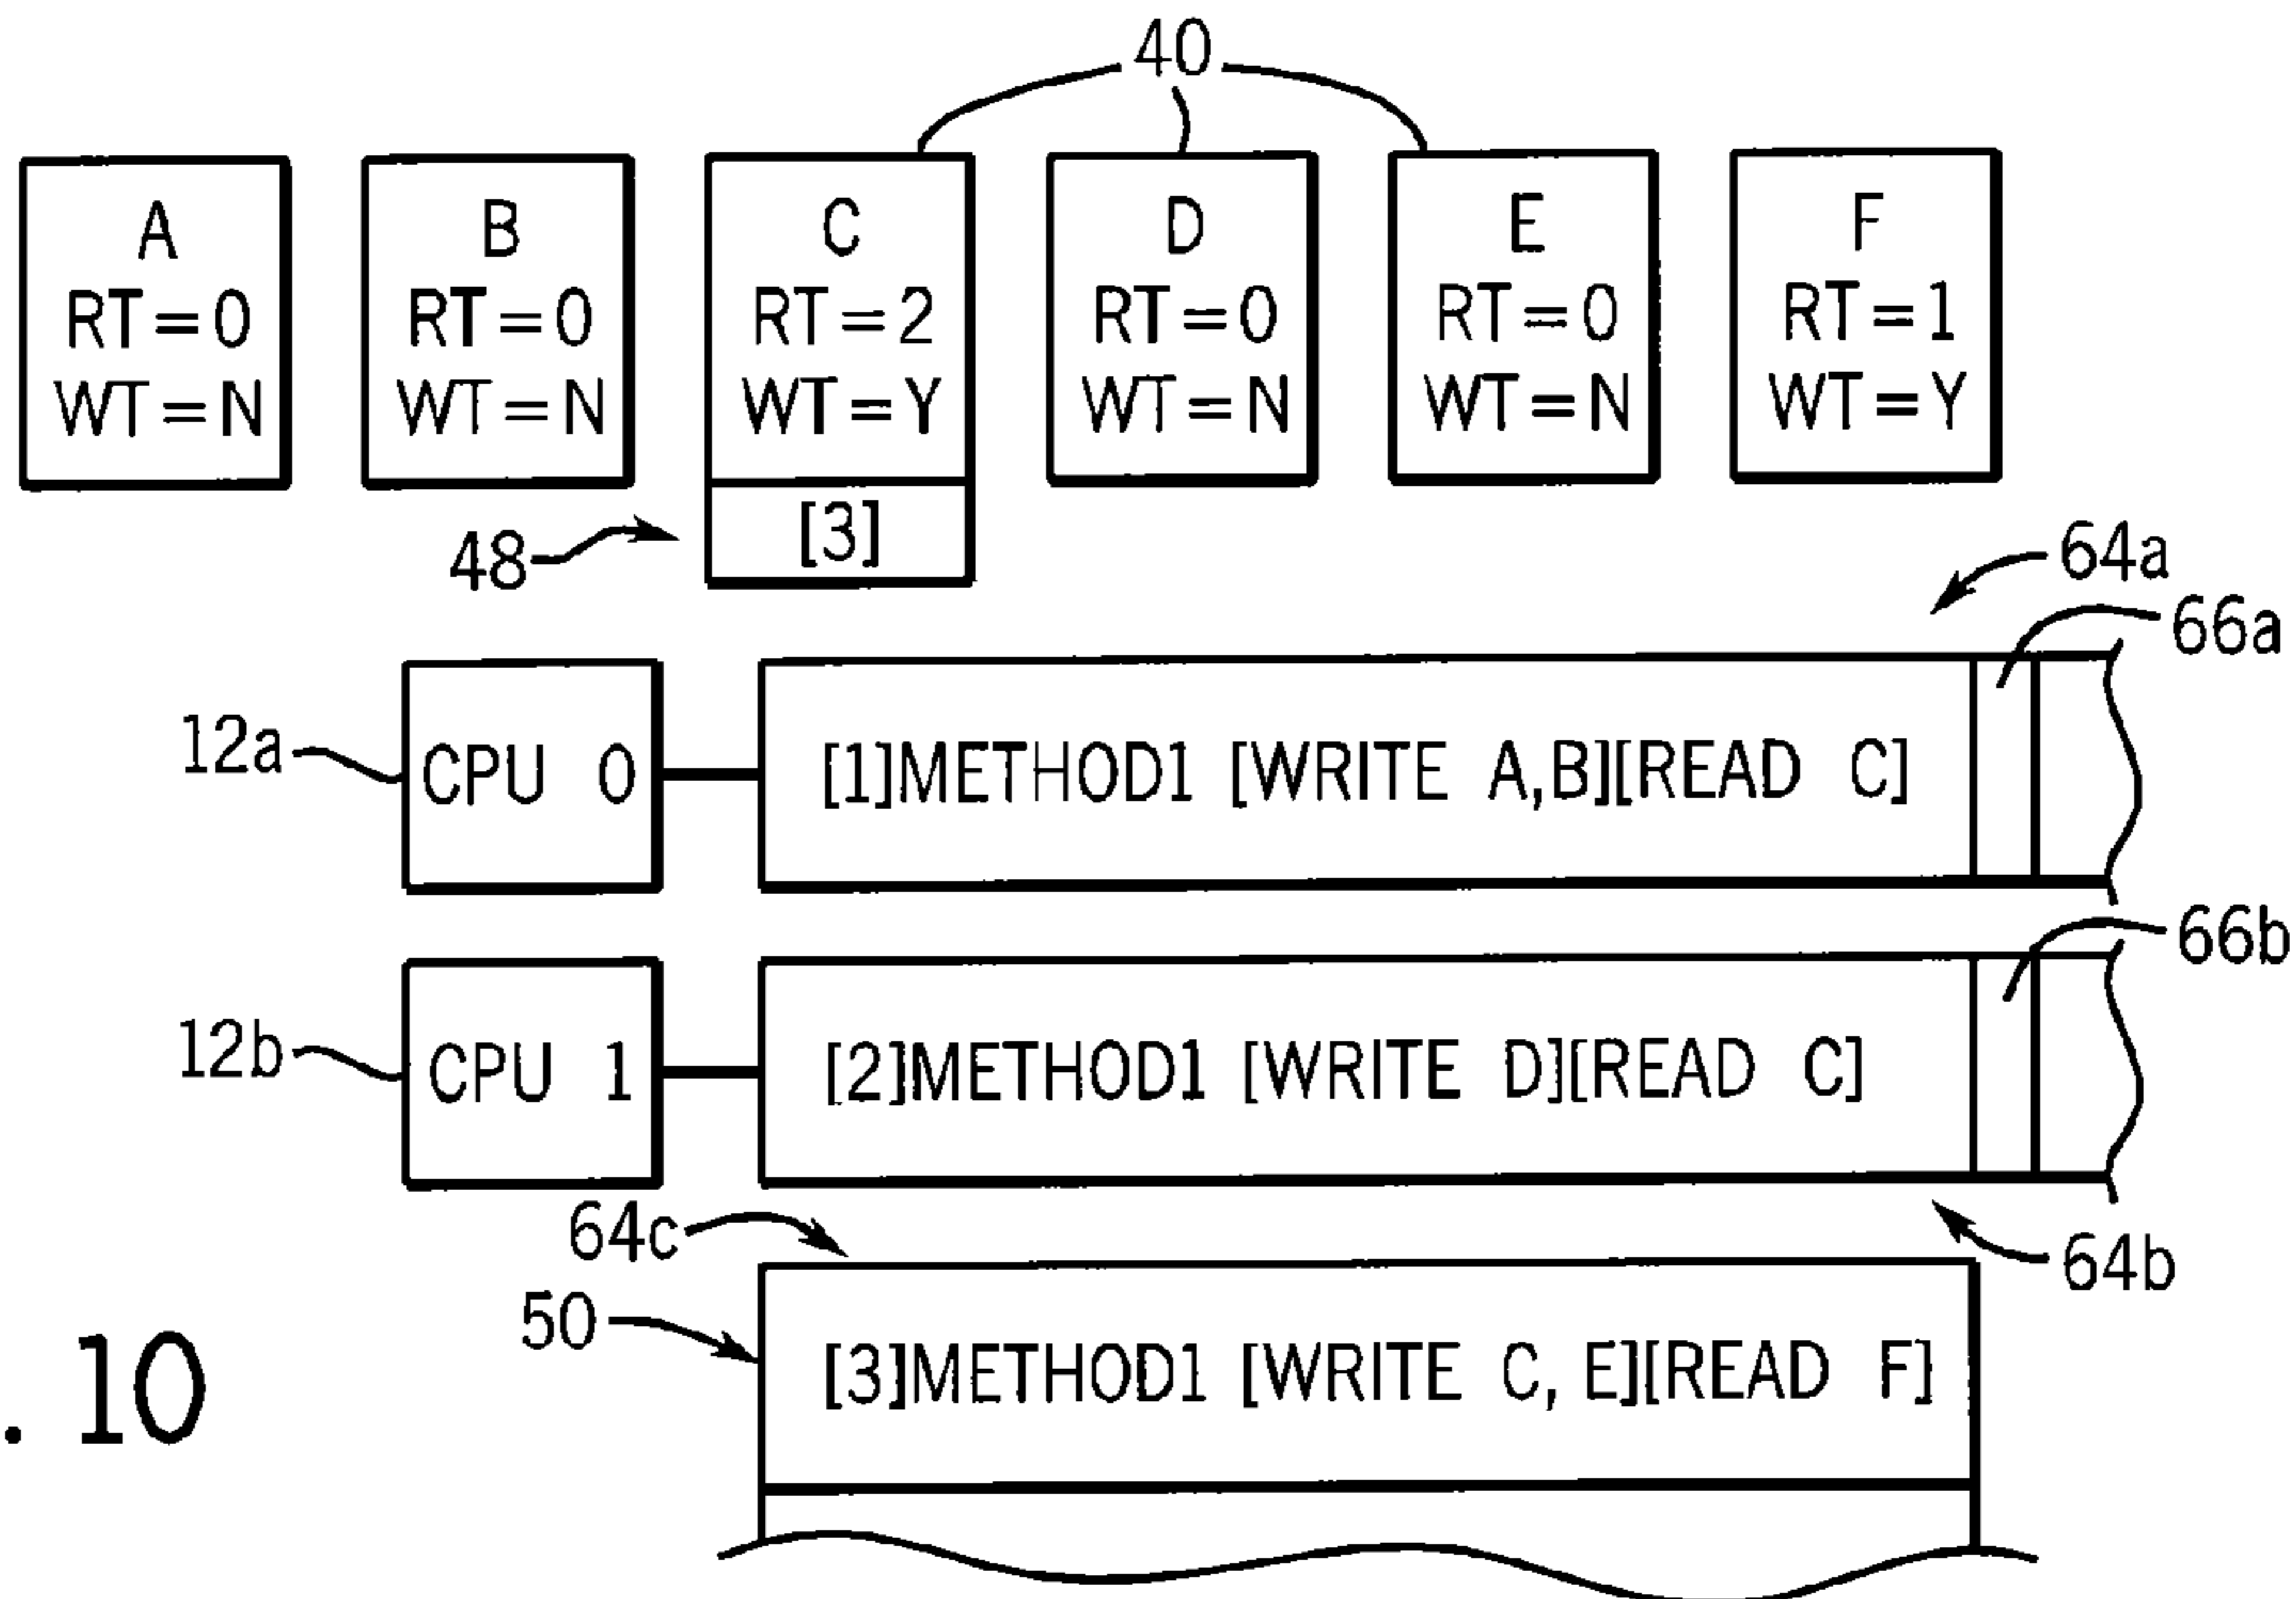 40
A
RT=0
WT=N
B
RT=0
WT=N
C
RT=2
WT=Y
[3]
D
RT=0
WT=N
E
RT=0
WT=N
F
RT=1
WT=Y
48
64a
66a
12a
CPU 0
[1]METHOD1 [WRITE A,B][READ C]
66b
12b
CPU 1
[2]METHOD1 [WRITE D][READ C]
64c
64b
50
[3]METHOD1 [WRITE C, E][READ F]
. 10